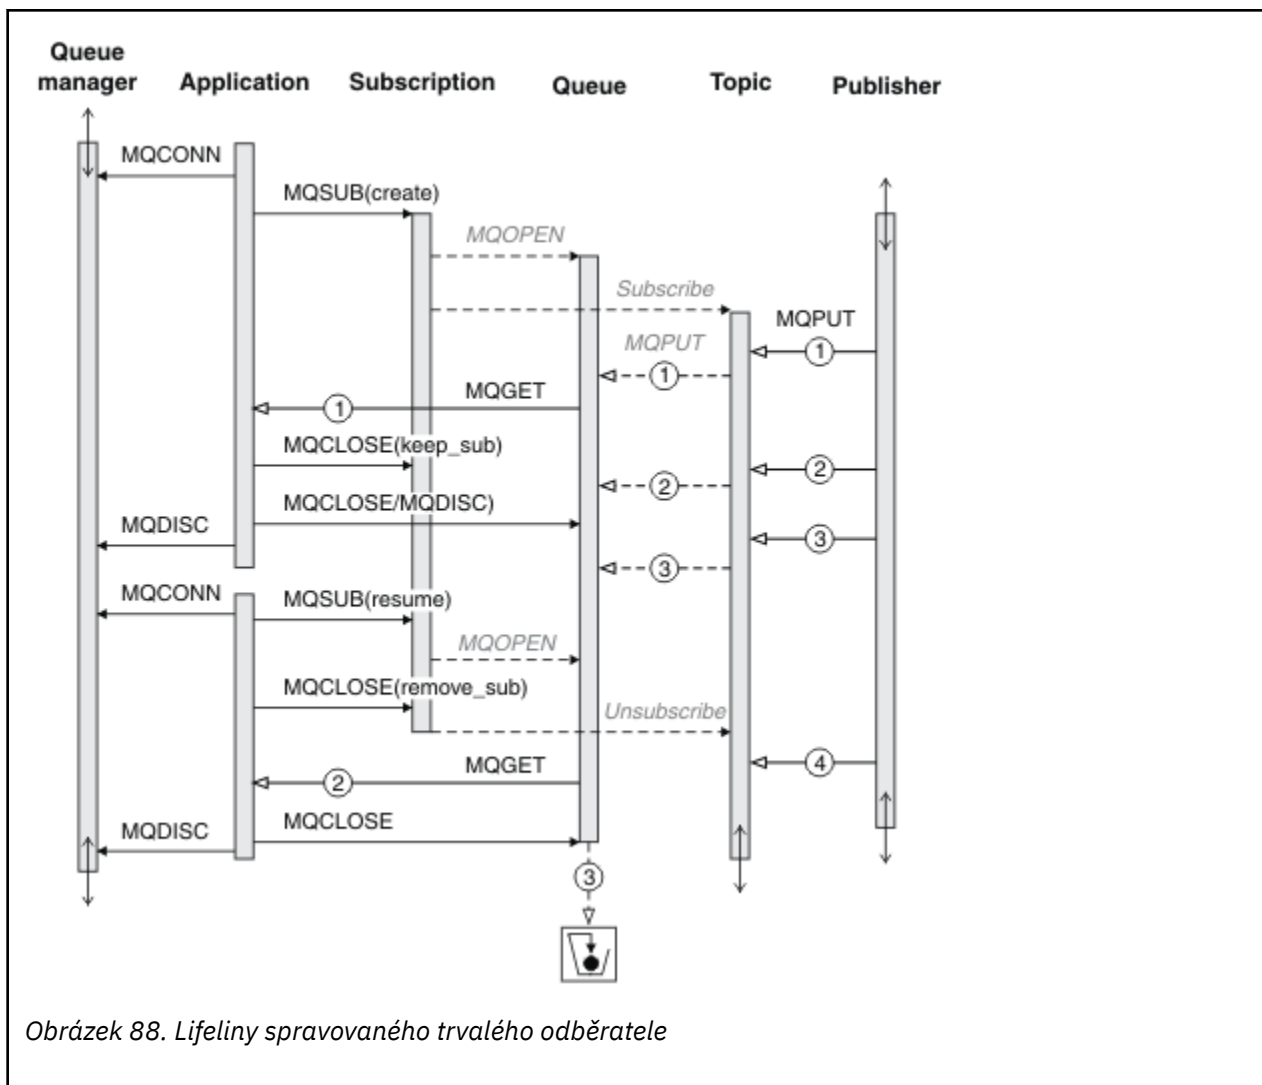 Queue
manager
Application
Subscription
Queue
Topic
Publisher
MQCONN
MQSUB(create)
MQOPEN
Subscribe
MQPUT
MQPUT
1
1
MQGET
1
MQCLOSE(keep_sub)
2
2
MQCLOSE/MQDISC)
MQDISC
3
3
MQCONN
MQSUB(resume)
MQOPEN
MQCLOSE(remove_sub)
Unsubscribe
MQGET
4
2
MQCLOSE
MQDISC
3
Obrázek 88. Lifeliny spravovaného trvalého odběratele